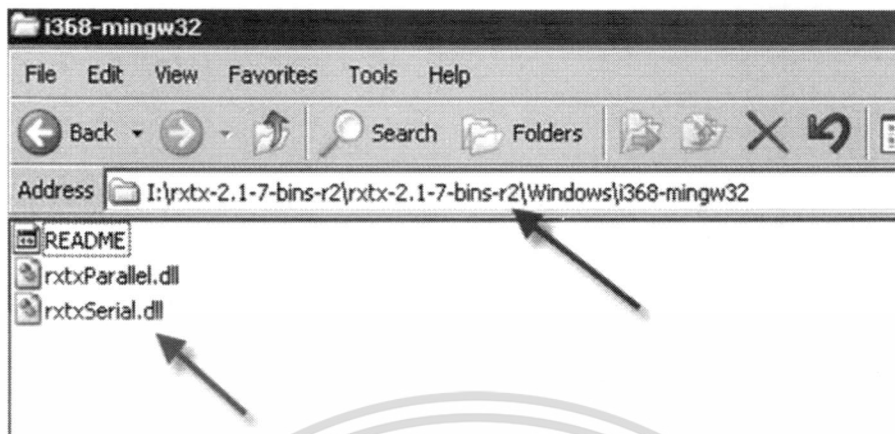 i368-mingw32
File Edit View Favorites Tools Help
Back Search Folders
Address I:\rxtx-2.1-7-bins-r2\rxtx-2.1-7-bins-r2\Windows\i368-mingw32
README
rxtxParallel.dll
rxtxSerial.dll